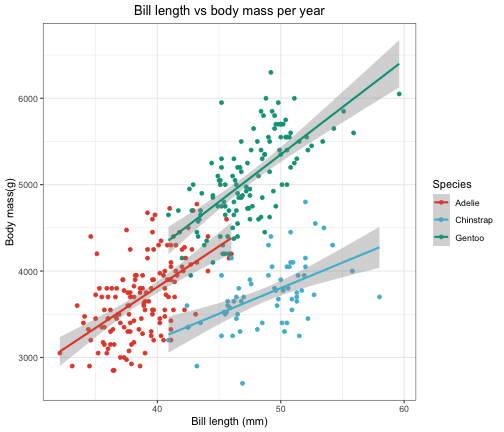 Bill length vs body mass per year
Body mass(g)
6000
5000
4000
3000
40
50
60
Bill length (mm)
Species
Adelie
Chinstrap
Gentoo